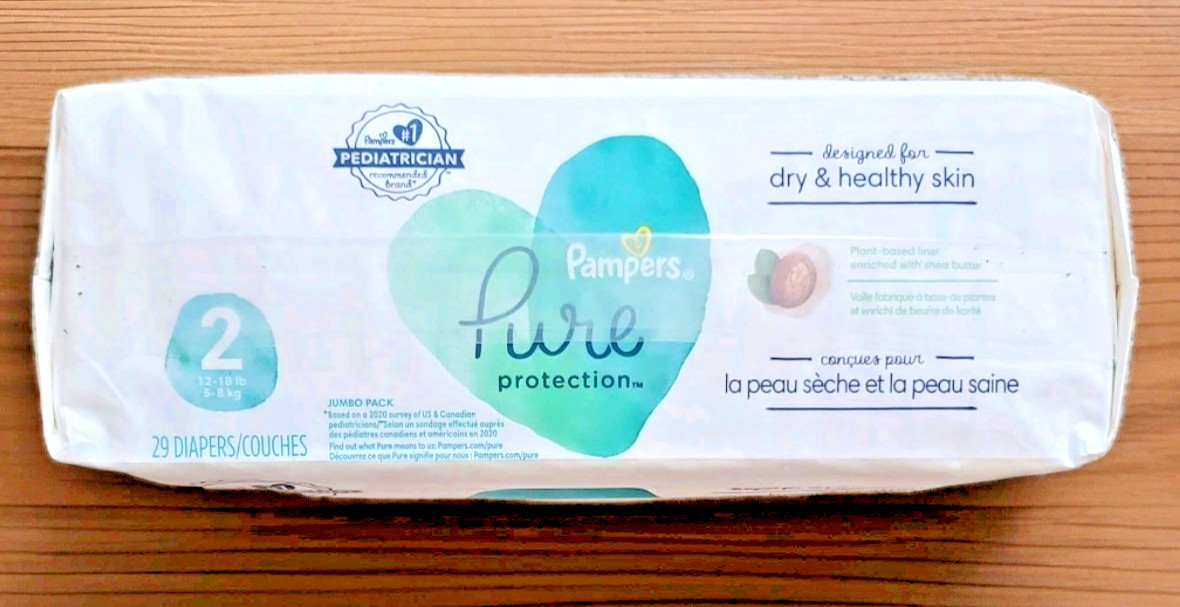 Pampers #1
PEDIATRICIAN
recommended
brand*
designed for
dry & healthy skin
Pampers®
Pure
protection™
Plant-based liner
enriched with shea butter
Voile fabriqué à base de plantes
et enrichi de beurre de karité
conçues pour
la peau sèche et la peau saine
2
12-18 lb
5-8 kg
29 DIAPERS/COUCHES
JUMBO PACK
*Based on a 2020 survey of US & Canadian
pediatricians/*Selon un sondage effectué auprès
des pédiatres canadiens et américains en 2020
Find out what Pure means to us: Pampers.com/pure
Découvrez ce que Pure signifie pour nous : Pampers.com/pure